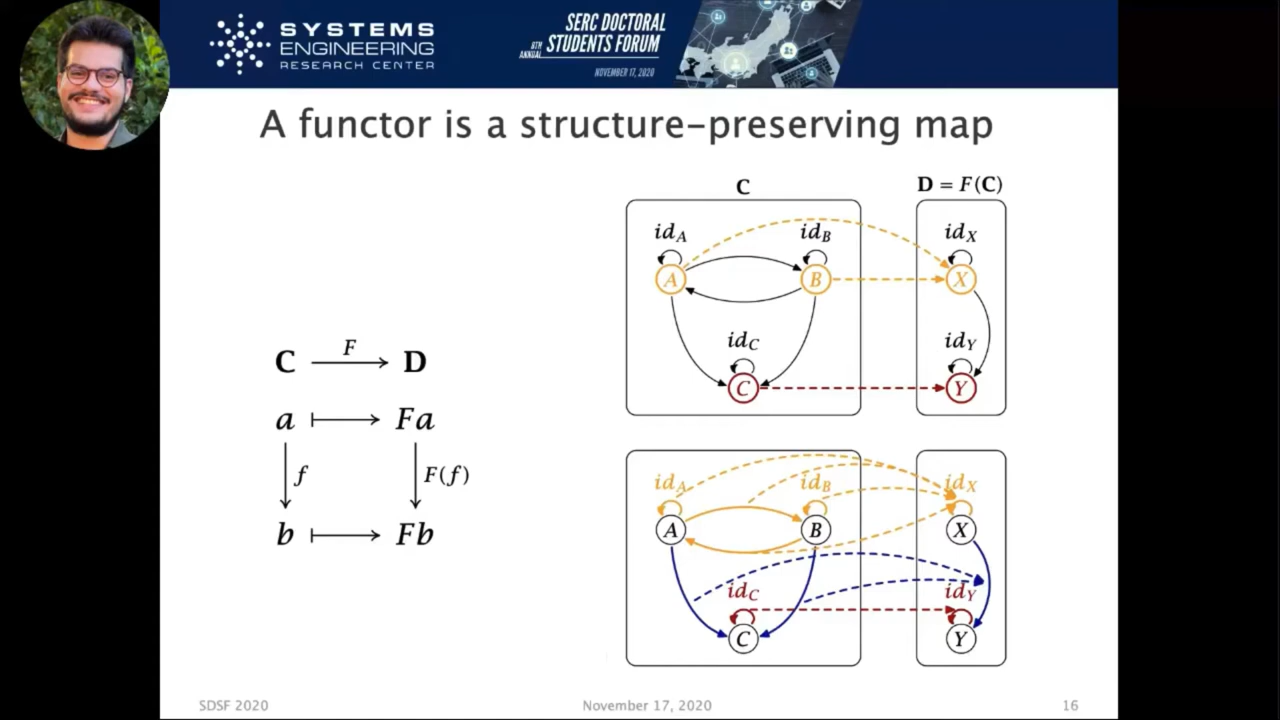 SYSTEMS
ENGINEERING
RESEARCH CENTER
8TH ANNUAL
SERC DOCTORAL
STUDENTS FORUM
NOVEMBER 17, 2020
A functor is a structure-preserving map
C F D
a Fa
f F(f)
b Fb
C D = F(C)
id_A id_B id_X
A B X
id_C id_Y
C Y
id_A id_B id_X
A B X
id_C id_Y
C Y
SDSF 2020 November 17, 2020 16